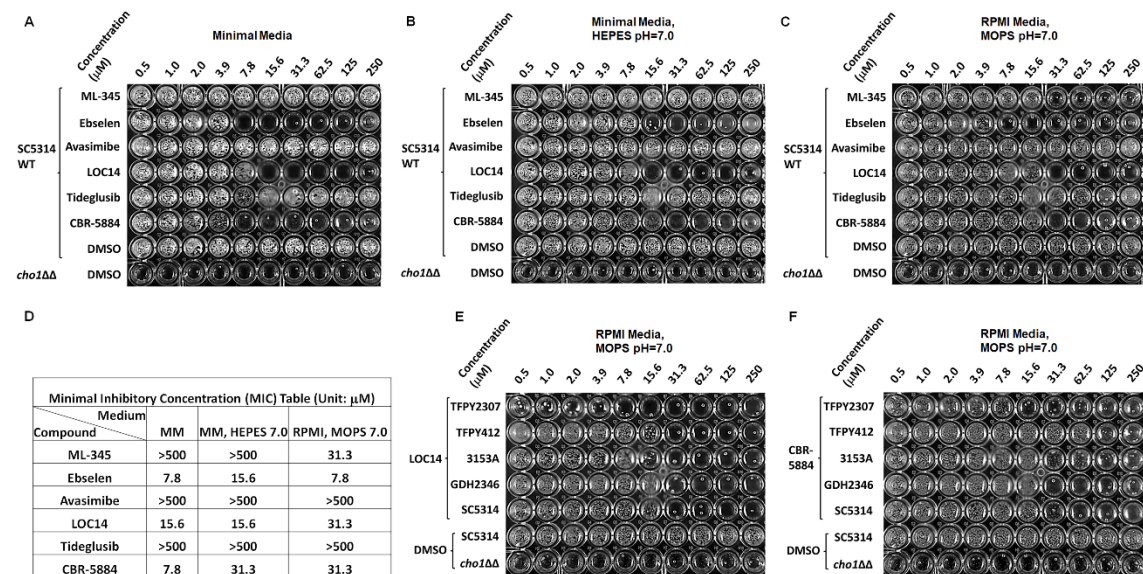 A
Minimal Media
Concentration
(µM)
0.5 1.0 2.0 3.9 7.8 15.6 31.3 62.5 125 250
SC5314
WT
ML-345
Ebselen
Avasimibe
LOC14
Tideglusib
CBR-5884
DMSO
cho1ΔΔ DMSO
B
Minimal Media,
HEPES pH=7.0
Concentration
(µM)
0.5 1.0 2.0 3.9 7.8 15.6 31.3 62.5 125 250
SC5314
WT
ML-345
Ebselen
Avasimibe
LOC14
Tideglusib
CBR-5884
DMSO
cho1ΔΔ DMSO
C
RPMI Media,
MOPS pH=7.0
Concentration
(µM)
0.5 1.0 2.0 3.9 7.8 15.6 31.3 62.5 125 250
SC5314
WT
ML-345
Ebselen
Avasimibe
LOC14
Tideglusib
CBR-5884
DMSO
cho1ΔΔ DMSO
D
Minimal Inhibitory Concentration (MIC) Table (Unit: µM)
Medium
Compound MM MM, HEPES 7.0 RPMI, MOPS 7.0
ML-345 >500 >500 31.3
Ebselen 7.8 15.6 7.8
Avasimibe >500 >500 >500
LOC14 15.6 15.6 31.3
Tideglusib >500 >500 >500
CBR-5884 7.8 31.3 31.3
E
RPMI Media,
MOPS pH=7.0
Concentration
(µM)
0.5 1.0 2.0 3.9 7.8 15.6 31.3 62.5 125 250
LOC14
TFPY2307
TFPY412
3153A
GDH2346
SC5314
DMSO
SC5314
cho1ΔΔ
F
RPMI Media,
MOPS pH=7.0
Concentration
(µM)
0.5 1.0 2.0 3.9 7.8 15.6 31.3 62.5 125 250
CBR-
5884
TFPY2307
TFPY412
3153A
GDH2346
SC5314
DMSO
SC5314
cho1ΔΔ